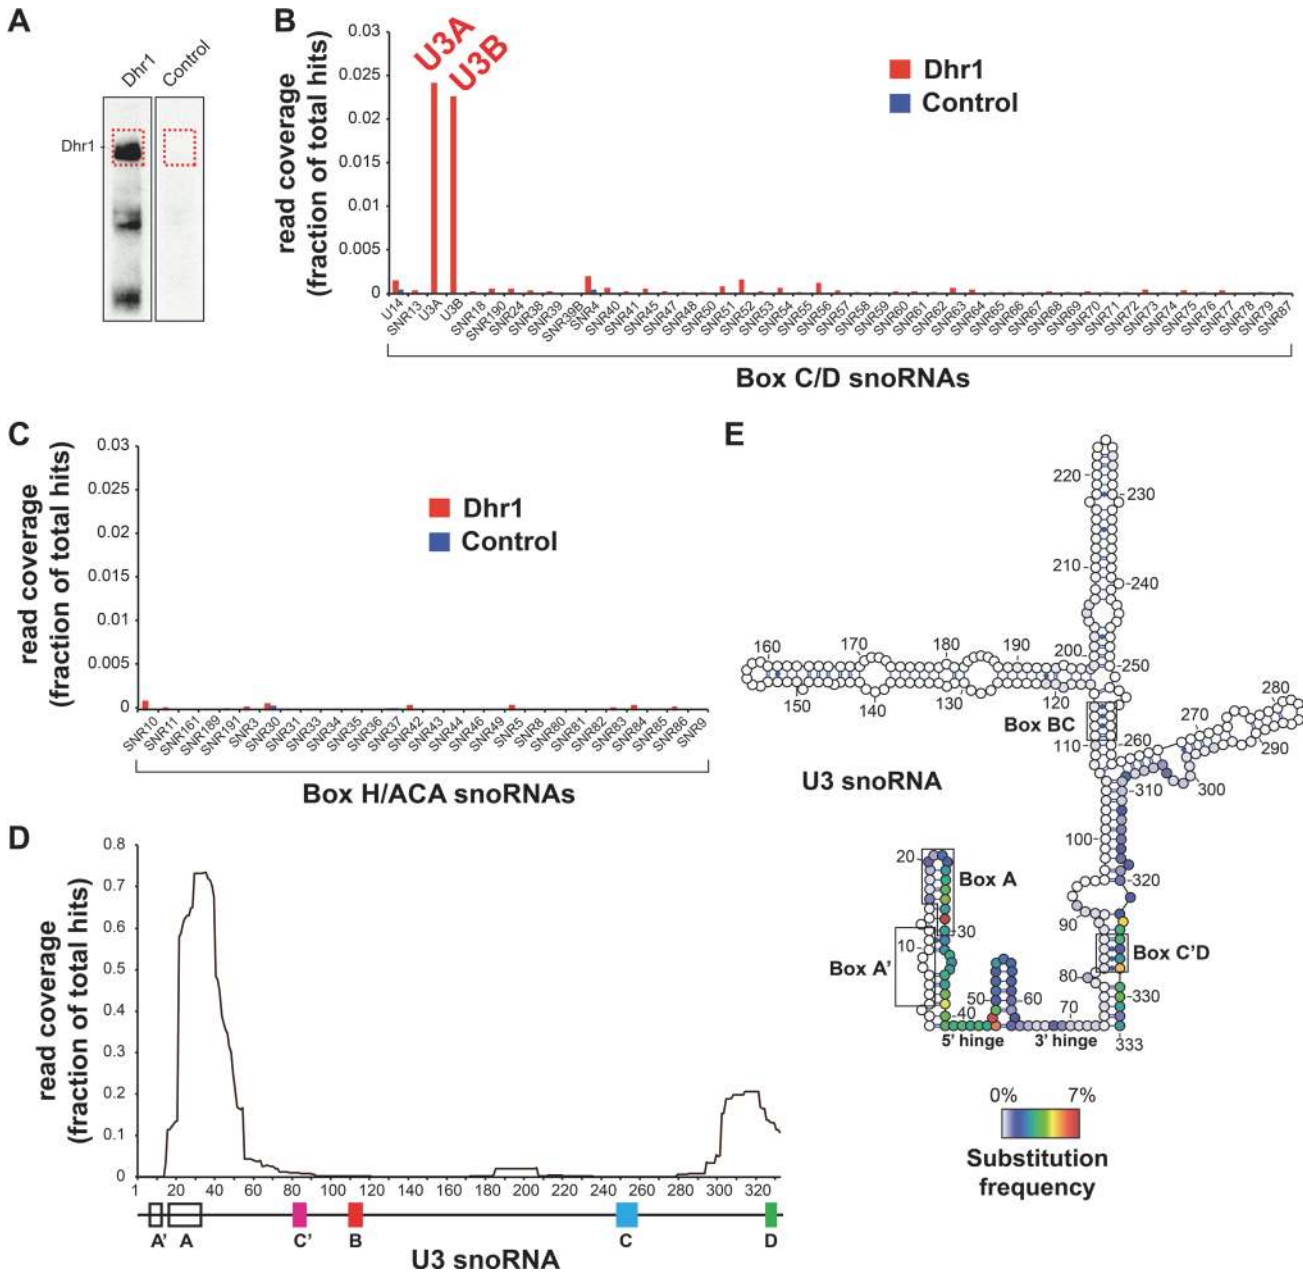 A
Dhr1
Control
Dhr1
B
0.03
0.025
0.02
0.015
0.01
0.005
0
read coverage
(fraction of total hits)
U3A
U3B
Dhr1
Control
U14
SNR13
U3A
U3B
SNR18
SNR190
SNR24
SNR38
SNR39
SNR39B
SNR4
SNR40
SNR41
SNR45
SNR47
SNR48
SNR50
SNR51
SNR52
SNR53
SNR54
SNR55
SNR56
SNR57
SNR58
SNR59
SNR60
SNR61
SNR62
SNR63
SNR64
SNR65
SNR66
SNR67
SNR68
SNR69
SNR70
SNR71
SNR72
SNR73
SNR74
SNR75
SNR76
SNR77
SNR78
SNR79
SNR87
Box C/D snoRNAs
C
0.03
0.025
0.02
0.015
0.01
0.005
0
read coverage
(fraction of total hits)
Dhr1
Control
SNR10
SNR11
SNR161
SNR189
SNR191
SNR3
SNR30
SNR31
SNR33
SNR34
SNR35
SNR36
SNR37
SNR42
SNR43
SNR44
SNR46
SNR49
SNR5
SNR8
SNR80
SNR81
SNR82
SNR83
SNR84
SNR85
SNR86
SNR9
Box H/ACA snoRNAs
D
0.8
0.7
0.6
0.5
0.4
0.3
0.2
0.1
0
read coverage
(fraction of total hits)
1 20 40 60 80 100 120 140 160 180 200 220 240 260 280 300 320
A' A C' B C D
U3 snoRNA
E
220
230
210
240
160 170 180 190 200
250
150 140 130 120
Box BC
110
260
270
280
290
300
310
U3 snoRNA
100
320
20
Box A
90
30
10
Box A'
Box C'D
80
330
50 60
40
70
5' hinge
3' hinge
333
0% 7%
Substitution
frequency